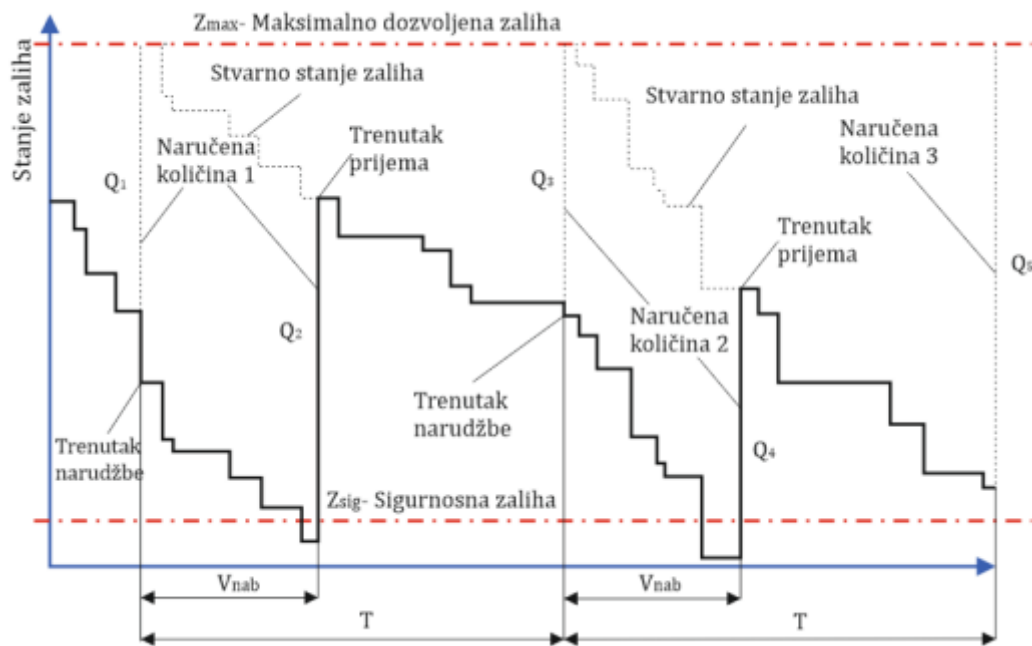 Zmax- Maksimalno dozvoljena zaliha
Stanje zaliha
Stvarno stanje zaliha
Naručena
količina 1
Q1
Trenutak
prijema
Q2
Trenutak
narudžbe
Zsig- Sigurnosna zaliha
Q3
Stvarno stanje zaliha
Naručena
količina 3
Trenutak
prijema
Q5
Naručena
količina 2
Trenutak
narudžbe
Q4
Vnab
Vnab
T
T